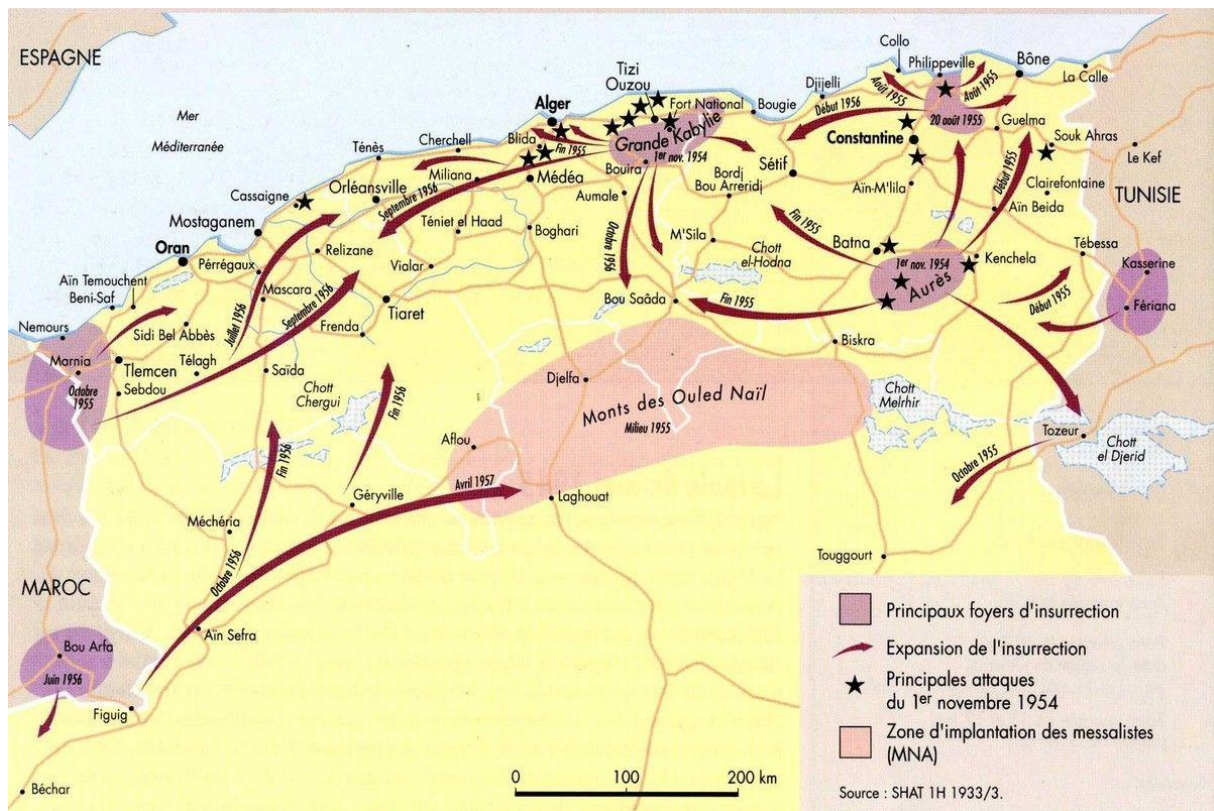 ESPAGNE
Mer
Méditerranée
Collo
Philippeville
Bône
La Calle
Août 1955
Août 1955
Djijelli
Début 1956
20 août 1955
Guelma
Constantine
Souk Ahras
Le Kef
TUNISIE
Tizi
Ouzou
Fort National
Bougie
Alger
Grande Kabylie
1er nov. 1954
Blida
Fin 1955
Cherchell
Ténès
Miliana
Médéa
Bouira
Sétif
Bordj
Bou Arreridj
Aïn-M'lila
Clairefontaine
Aïn Beida
Début 1955
Cassaigne
Orléansville
Septembre 1956
Aumale
Mostaganem
Téniet el Haad
Boghari
Octobre 1956
M'Sila
Chott
el-Hodna
Fin 1955
Batna
1er nov. 1954
Kenchela
Tébessa
Kasserine
Aurès
Fériana
Début 1955
Oran
Relizane
Pérrégaux
Vialar
Aïn Temouchent
Beni-Saf
Mascara
Tiaret
Bou Saâda
Fin 1955
Nemours
Sidi Bel Abbès
Juillet 1956
Septembre 1956
Frenda
Biskra
Marnia
Tlemcen
Télagh
Saïda
Sebdou
Octobre
1955
Chott
Chergui
Fin 1956
Djelfa
Monts des Ouled Naïl
Milieu 1955
Chott
Melrhir
Tozeur
Chott
el Djerid
Aflou
Fin 1956
Octobre 1955
Géryville
Avril 1957
Laghouat
Méchéria
Octobre 1956
Touggourt
MAROC
Aïn Sefra
Bou Arfa
Juin 1956
Figuig
Béchar
Principaux foyers d'insurrection
Expansion de l'insurrection
Principales attaques
du 1er novembre 1954
Zone d'implantation des messalistes
(MNA)
Source : SHAT 1H 1933/3.
0 100 200 km